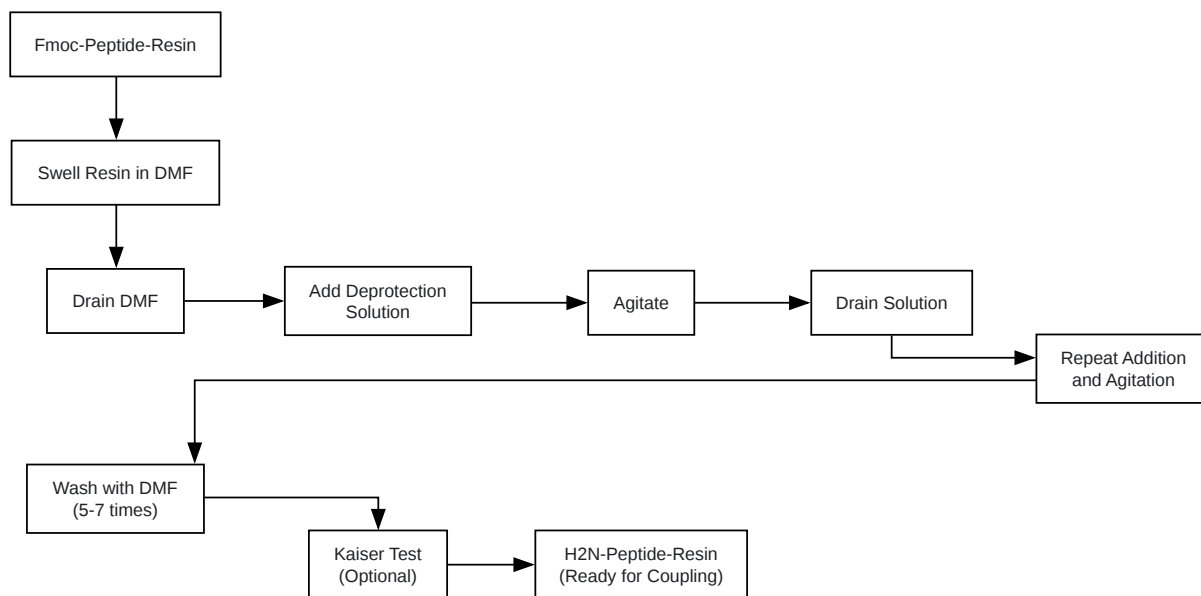 Fmoc-Peptide-Resin
Swell Resin in DMF
Drain DMF
Add Deprotection
Solution
Agitate
Drain Solution
Repeat Addition
and Agitation
Wash with DMF
(5-7 times)
Kaiser Test
(Optional)
H2N-Peptide-Resin
(Ready for Coupling)